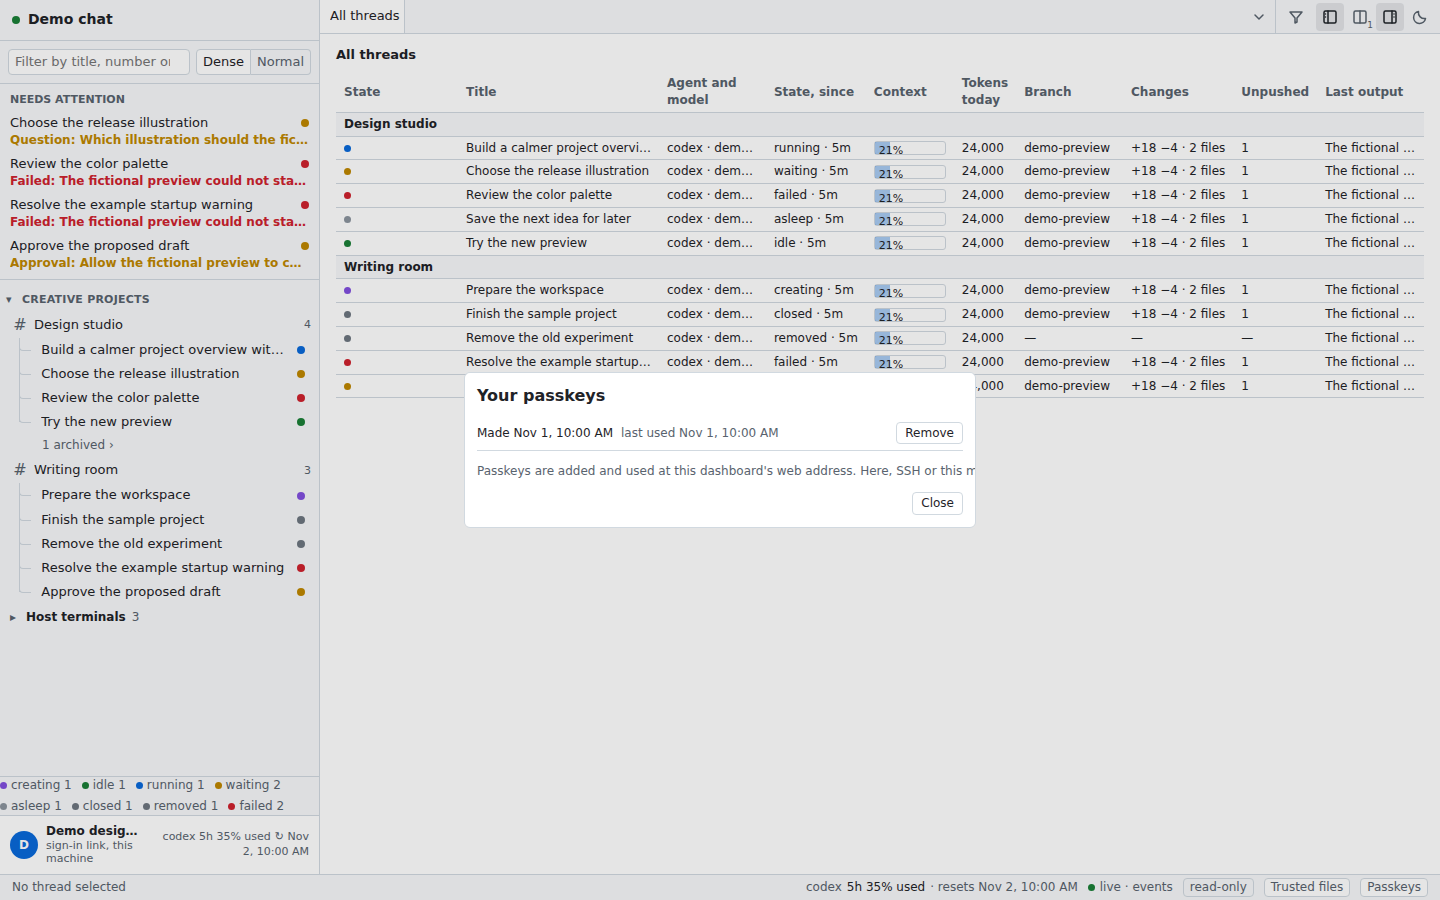 Demo chat
Filter by title, number or
Dense Normal
NEEDS ATTENTION
Choose the release illustration
Question: Which illustration should the fic…
Review the color palette
Failed: The fictional preview could not sta…
Resolve the example startup warning
Failed: The fictional preview could not sta…
Approve the proposed draft
Approval: Allow the fictional preview to c…
▾ CREATIVE PROJECTS
# Design studio 4
Build a calmer project overview wit…
Choose the release illustration
Review the color palette
Try the new preview
1 archived ›
# Writing room 3
Prepare the workspace
Finish the sample project
Remove the old experiment
Resolve the example startup warning
Approve the proposed draft
▸ Host terminals 3
creating 1 idle 1 running 1 waiting 2
asleep 1 closed 1 removed 1 failed 2
D
Demo desig…
sign-in link, this
machine
codex 5h 35% used ↻ Nov
2, 10:00 AM
All threads
1
All threads
State Title Agent and model State, since Context Tokens today Branch Changes Unpushed Last output
Design studio
Build a calmer project overvi… codex · dem… running · 5m 21% 24,000 demo-preview +18 −4 · 2 files 1 The fictional …
Choose the release illustration codex · dem… waiting · 5m 21% 24,000 demo-preview +18 −4 · 2 files 1 The fictional …
Review the color palette codex · dem… failed · 5m 21% 24,000 demo-preview +18 −4 · 2 files 1 The fictional …
Save the next idea for later codex · dem… asleep · 5m 21% 24,000 demo-preview +18 −4 · 2 files 1 The fictional …
Try the new preview codex · dem… idle · 5m 21% 24,000 demo-preview +18 −4 · 2 files 1 The fictional …
Writing room
Prepare the workspace codex · dem… creating · 5m 21% 24,000 demo-preview +18 −4 · 2 files 1 The fictional …
Finish the sample project codex · dem… closed · 5m 21% 24,000 demo-preview +18 −4 · 2 files 1 The fictional …
Remove the old experiment codex · dem… removed · 5m 21% 24,000 — — — The fictional …
Resolve the example startup… codex · dem… failed · 5m 21% 24,000 demo-preview +18 −4 · 2 files 1 The fictional …
,000 demo-preview +18 −4 · 2 files 1 The fictional …
Your passkeys
Made Nov 1, 10:00 AM last used Nov 1, 10:00 AM Remove
Passkeys are added and used at this dashboard's web address. Here, SSH or this m
Close
No thread selected
codex 5h 35% used · resets Nov 2, 10:00 AM live · events read-only Trusted files Passkeys